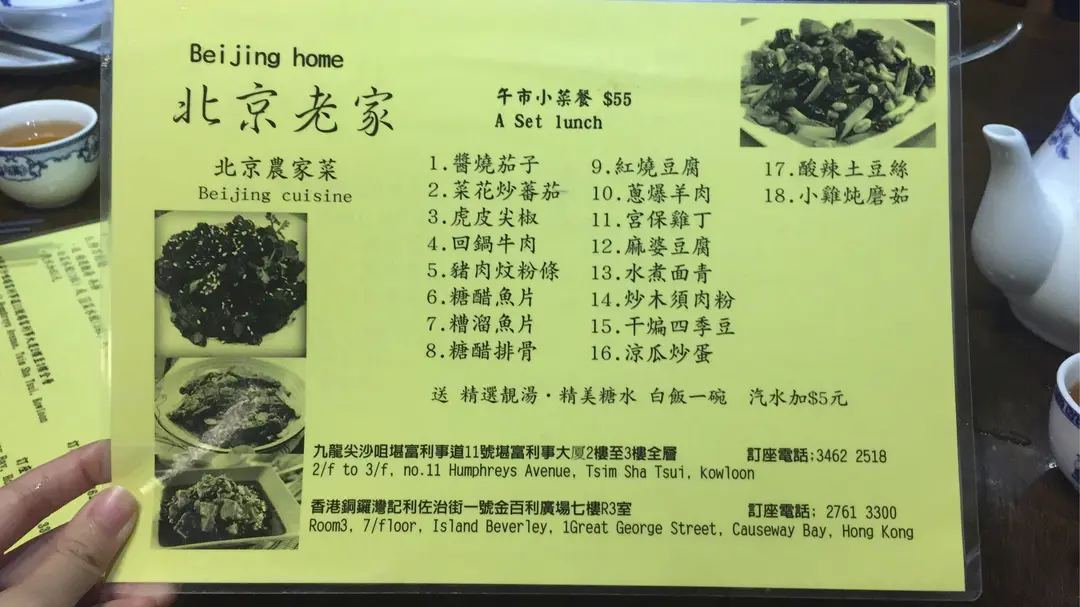 Beijing home
北京老家
北京農家菜
Beijing cuisine
午市小菜餐 $55
A Set lunch
1.醬燒茄子
2.菜花炒蕃茄
3.虎皮尖椒
4.回鍋牛肉
5.豬肉炆粉條
6.糖醋魚片
7.糟溜魚片
8.糖醋排骨
9.紅燒豆腐
10.蔥爆羊肉
11.宮保雞丁
12.麻婆豆腐
13.水煮面青
14.炒木須肉粉
15.干煸四季豆
16.涼瓜炒蛋
17.酸辣土豆絲
18.小雞炖磨茹
送 精選靚湯·精美糖水 白飯一碗 汽水加$5元
九龍尖沙咀堪富利事道11號堪富利事大廈2樓至3樓全層 訂座電話:3462 2518
2/f to 3/f, no.11 Humphreys Avenue, Tsim Sha Tsui, Kowloon
香港銅鑼灣記利佐治街一號金百利廣場七樓R3室 訂座電話: 2761 3300
Room3, 7/floor, Island Beverley, 1Great George Street, Causeway Bay, Hong Kong
Humphreys Avenue, Tsim Sha Tsui, Kowloon